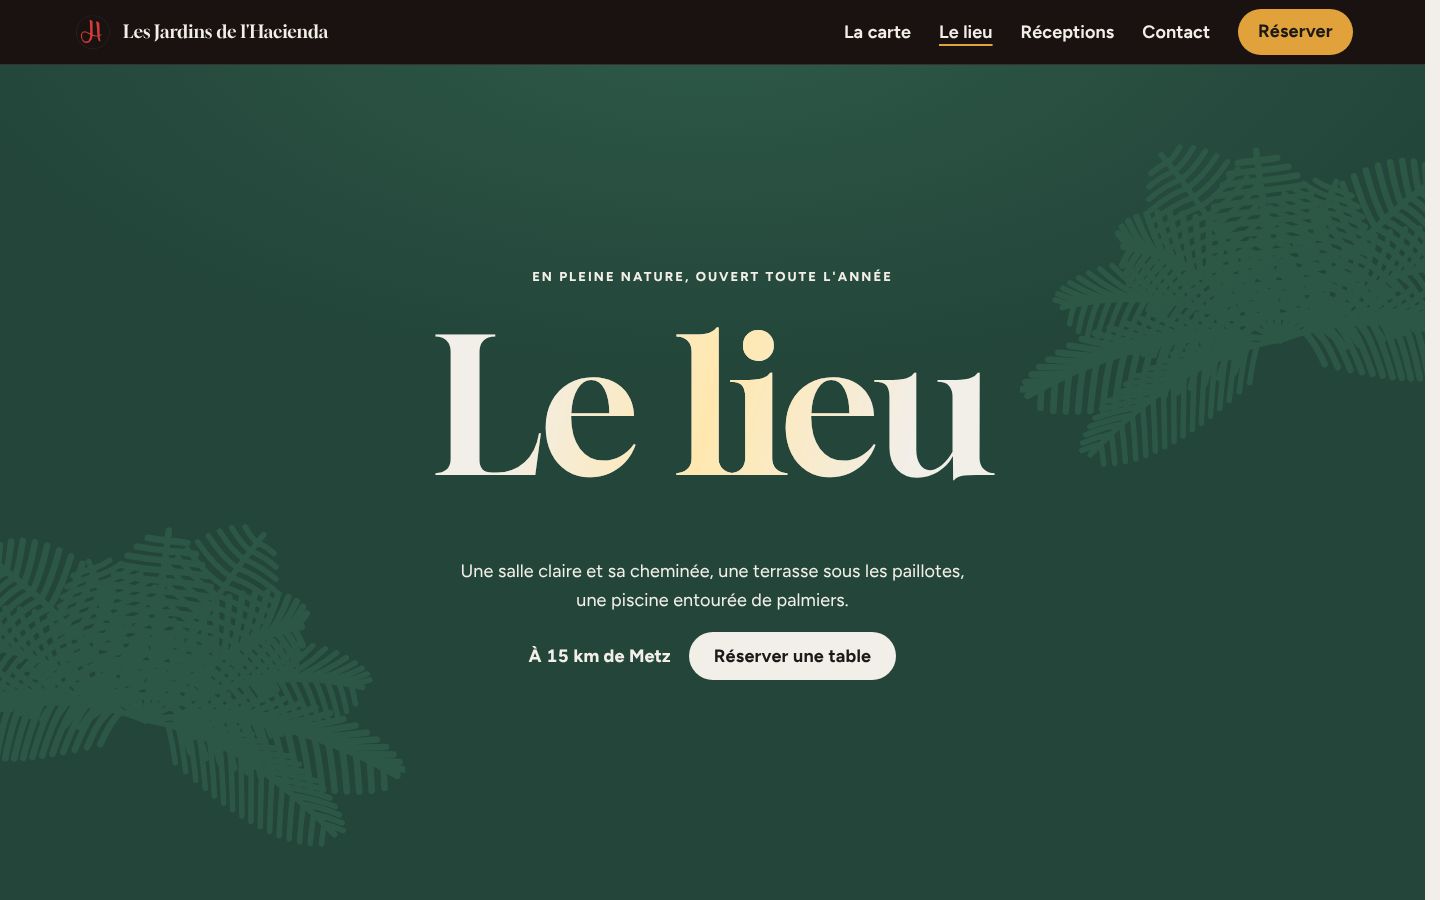 Les Jardins de l'Hacienda
La carte
Le lieu
Réceptions
Contact
Réserver
EN PLEINE NATURE, OUVERT TOUTE L'ANNÉE
Le lieu
Une salle claire et sa cheminée, une terrasse sous les paillotes,
une piscine entourée de palmiers.
À 15 km de Metz
Réserver une table